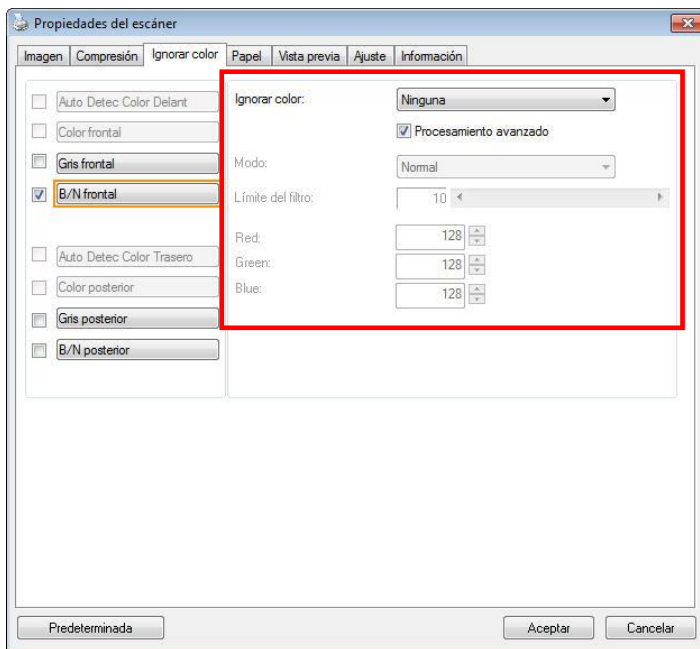 Propiedades del escáner
Imagen Compresión Ignorar color Papel Vista previa Ajuste Información
Auto Detec Color Delant
Color frontal
Gris frontal
B/N frontal
Auto Detec Color Trasero
Color posterior
Gris posterior
B/N posterior
Ignorar color: Ninguna
Procesamiento avanzado
Modo: Normal
Límite del filtro: 10
Red: 128
Green: 128
Blue: 128
Predeterminada Aceptar Cancelar